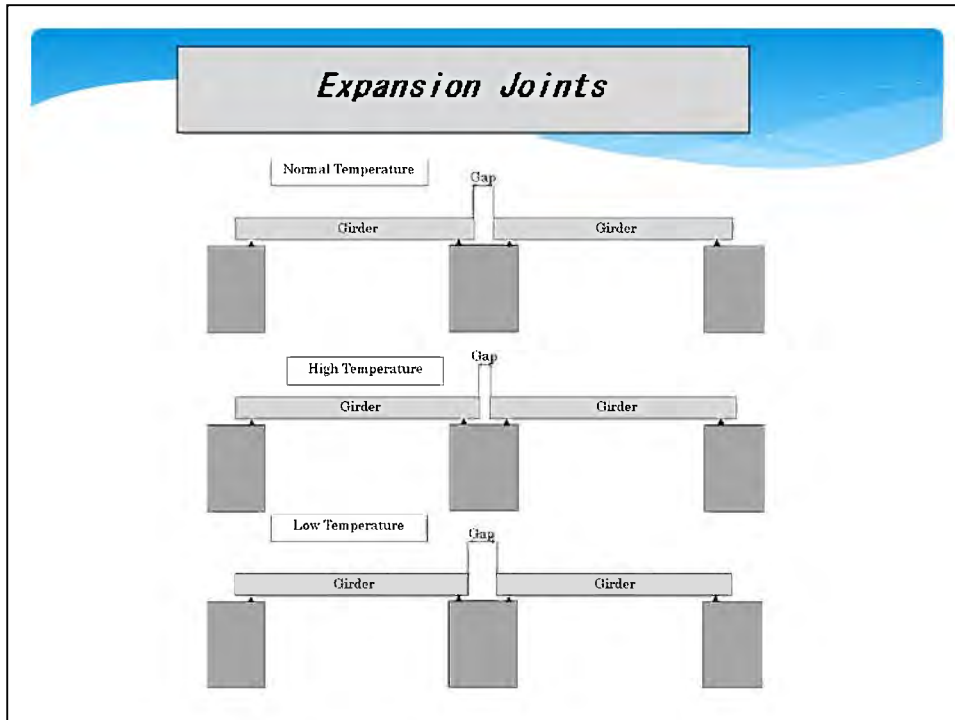 Expansion Joints
Normal Temperature
Gap
Girder Girder
High Temperature
Gap
Girder Girder
Low Temperature
Gap
Girder Girder